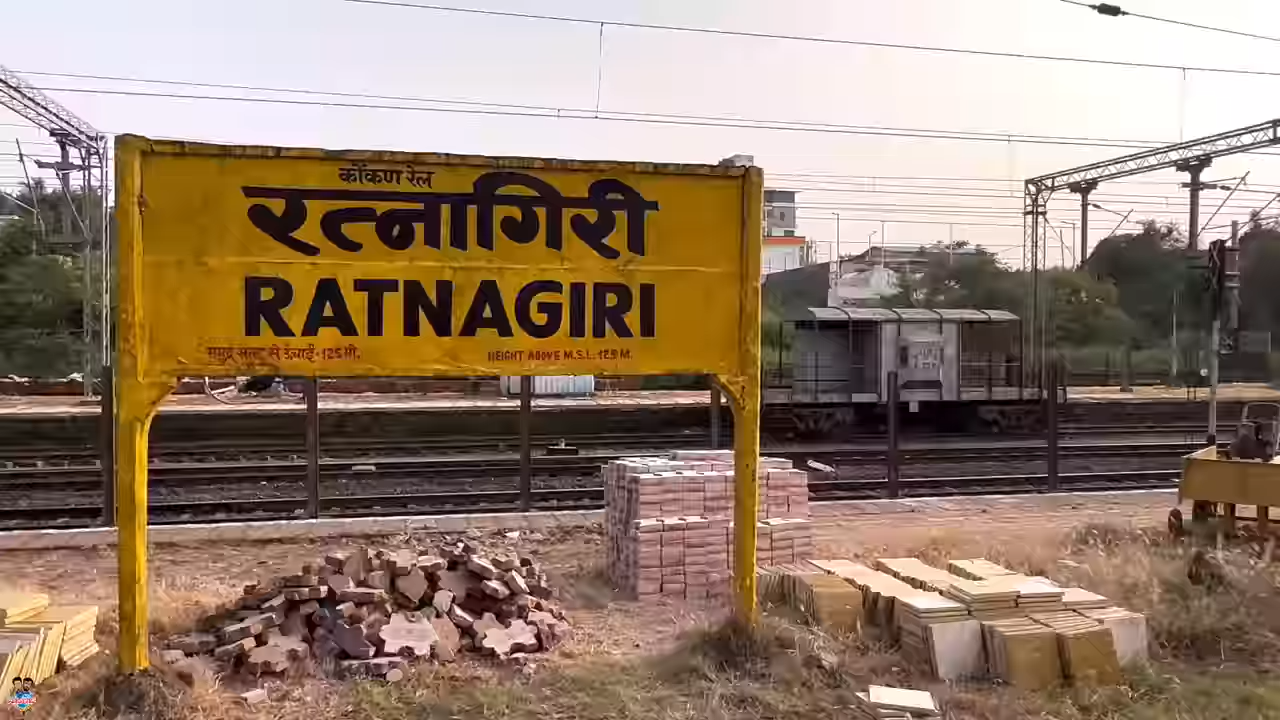 कोंकण रेल
रत्नागिरी
RATNAGIRI
समुद्र सतह से उंचाई-125 मी.
HEIGHT ABOVE M.S.L. 125 M.